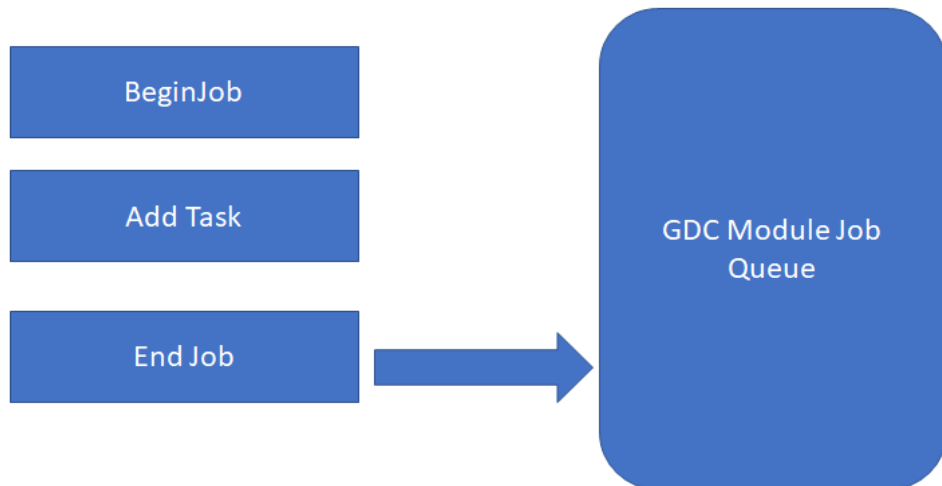 BeginJob
Add Task
End Job
GDC Module Job
Queue